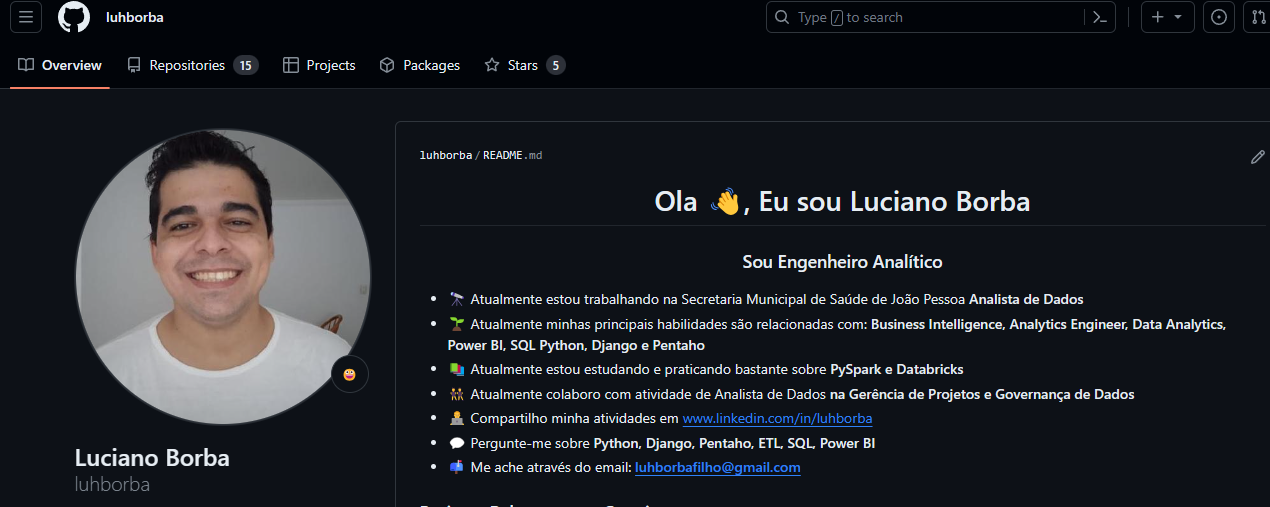 luhborba
Type / to search
Overview
Repositories 15
Projects
Packages
Stars 5
luhborba/README.md
Ola 👋, Eu sou Luciano Borba
Sou Engenheiro Analítico
🔭 Atualmente estou trabalhando na Secretaria Municipal de Saúde de João Pessoa Analista de Dados
🌱 Atualmente minhas principais habilidades são relacionadas com: Business Intelligence, Analytics Engineer, Data Analytics,
Power BI, SQL Python, Django e Pentaho
📚 Atualmente estou estudando e praticando bastante sobre PySpark e Databricks
👯 Atualmente colaboro com atividade de Analista de Dados na Gerência de Projetos e Governança de Dados
👨‍💻 Compartilho minha atividades em www.linkedin.com/in/luhborba
💬 Pergunte-me sobre Python, Django, Pentaho, ETL, SQL, Power BI
📫 Me ache através do email: luhborbafilho@gmail.com
Luciano Borba
luhborba